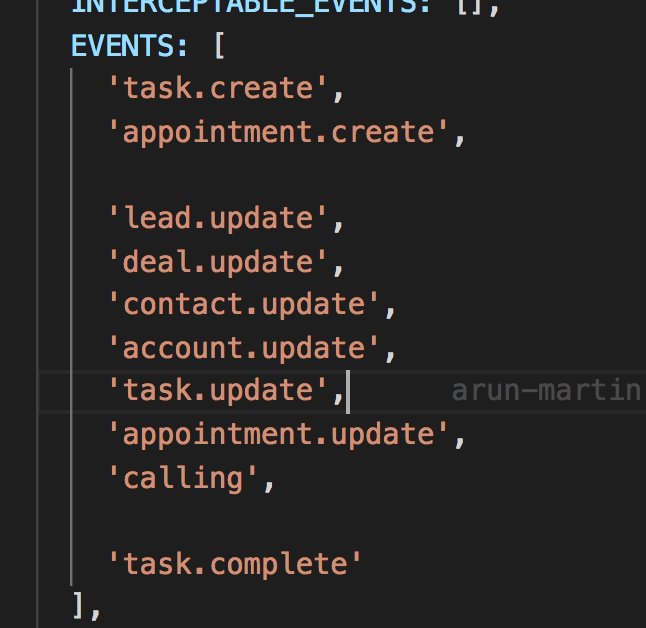 INTERCEPTABLE_EVENTS: [],
EVENTS: [
'task.create',
'appointment.create',
'lead.update',
'deal.update',
'contact.update',
'account.update',
'task.update', arun-martin
'appointment.update',
'calling',
'task.complete'
],